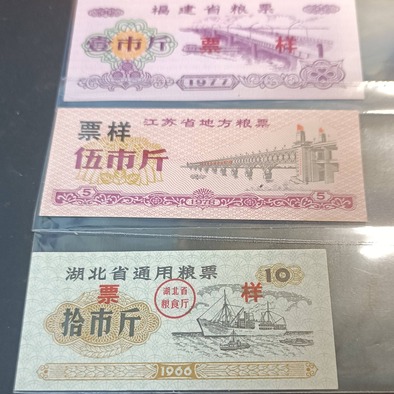 福建省粮票
壹市斤
票样
1977
江苏省地方粮票
票样
伍市斤
5 1978 5
湖北省通用粮票
10
票样
湖北省
粮食厅
拾市斤
1966